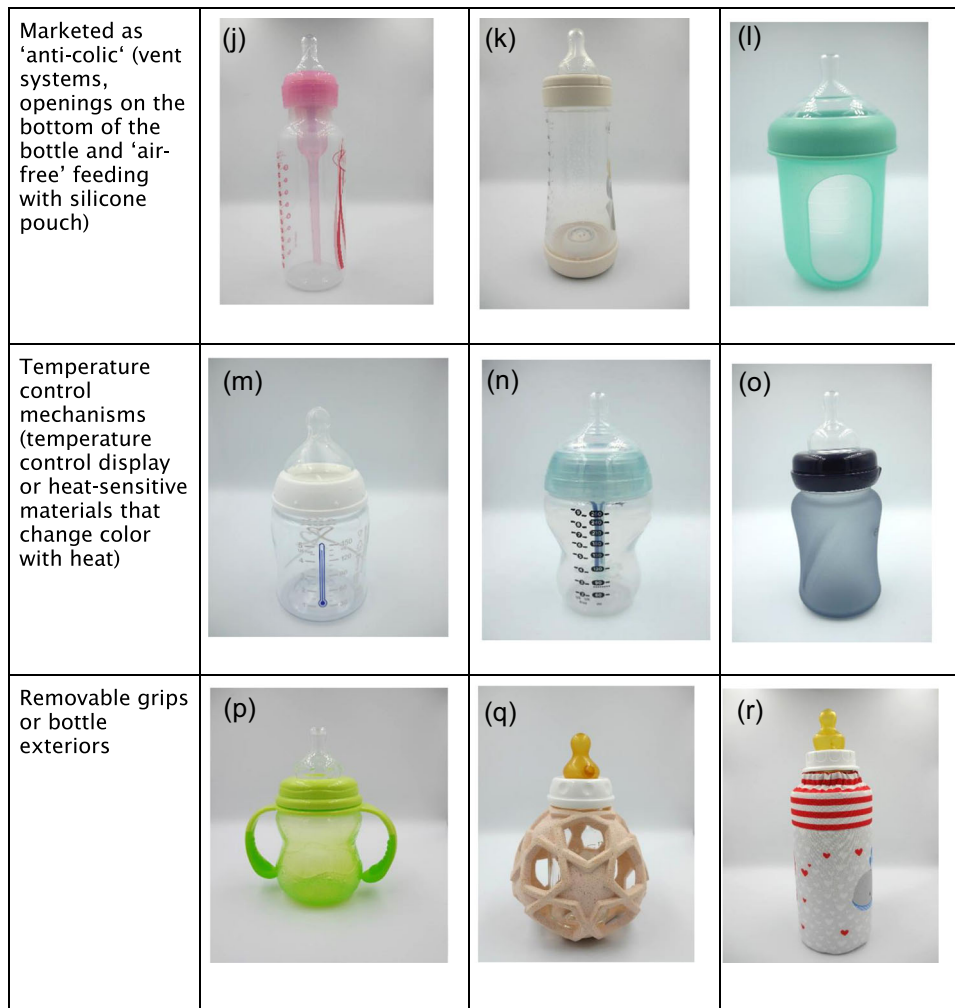 Marketed as
‘anti-colic‘ (vent
systems,
openings on the
bottom of the
bottle and ‘air-
free’ feeding
with silicone
pouch)
(j)
(k)
(l)
Temperature
control
mechanisms
(temperature
control display
or heat-sensitive
materials that
change color
with heat)
(m)
(n)
(o)
Removable grips
or bottle
exteriors
(p)
(q)
(r)